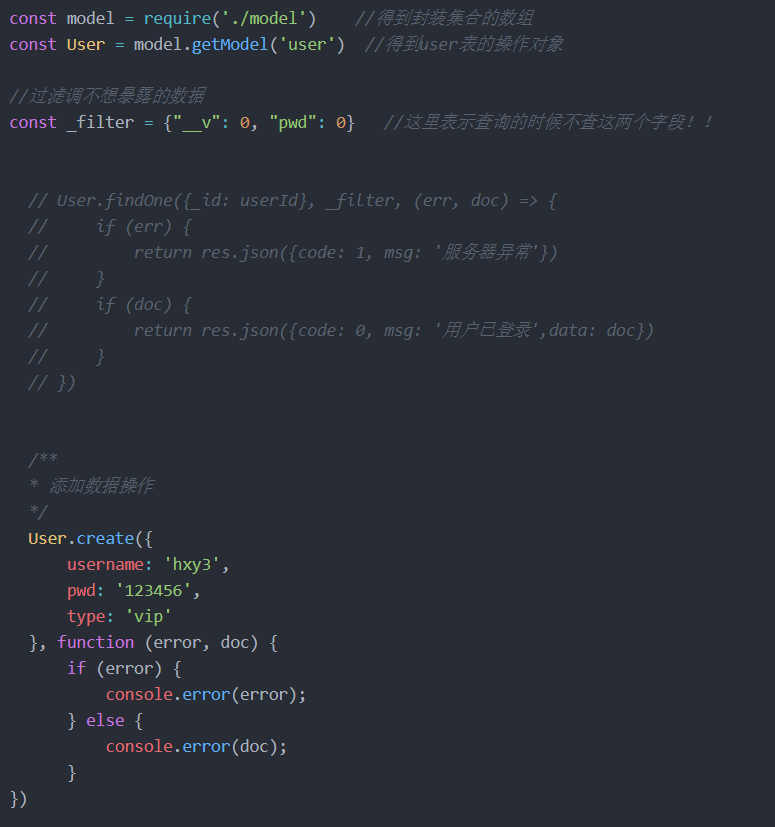 const model = require('./model')    //得到封装集合的数组
const User = model.getModel('user')  //得到user表的操作对象
//过滤调不想暴露的数据
const _filter = {"__v": 0, "pwd": 0}   //这里表示查询的时候不查这两个字段！！
  // User.findOne({_id: userId}, _filter, (err, doc) => {
  //     if (err) {
  //         return res.json({code: 1, msg: '服务器异常'})
  //     }
  //     if (doc) {
  //         return res.json({code: 0, msg: '用户已登录',data: doc})
  //     }
  // })
  /**
  * 添加数据操作
  */
  User.create({
      username: 'hxy3',
      pwd: '123456',
      type: 'vip'
  }, function (error, doc) {
      if (error) {
          console.error(error);
      } else {
          console.error(doc);
      }
})